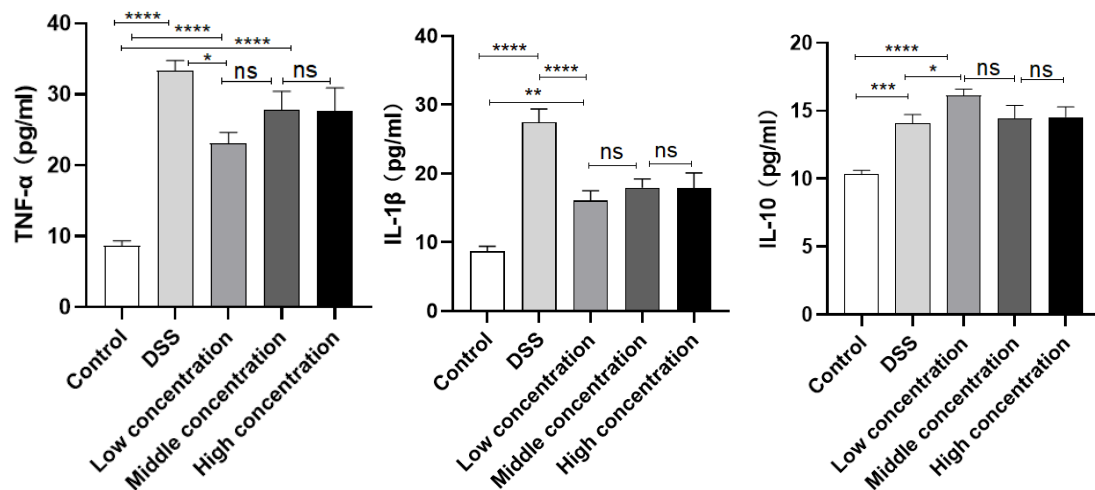 TNF-α (pg/ml)
40
30
20
10
0
****
****
****
*
ns
ns
Control
DSS
Low concentration
Middle concentration
High concentration
IL-1β (pg/ml)
40
30
20
10
0
****
****
**
ns
ns
Control
DSS
Low concentration
Middle concentration
High concentration
IL-10 (pg/ml)
20
15
10
5
0
****
*
ns
ns
***
Control
DSS
Low concentration
Middle concentration
High concentration